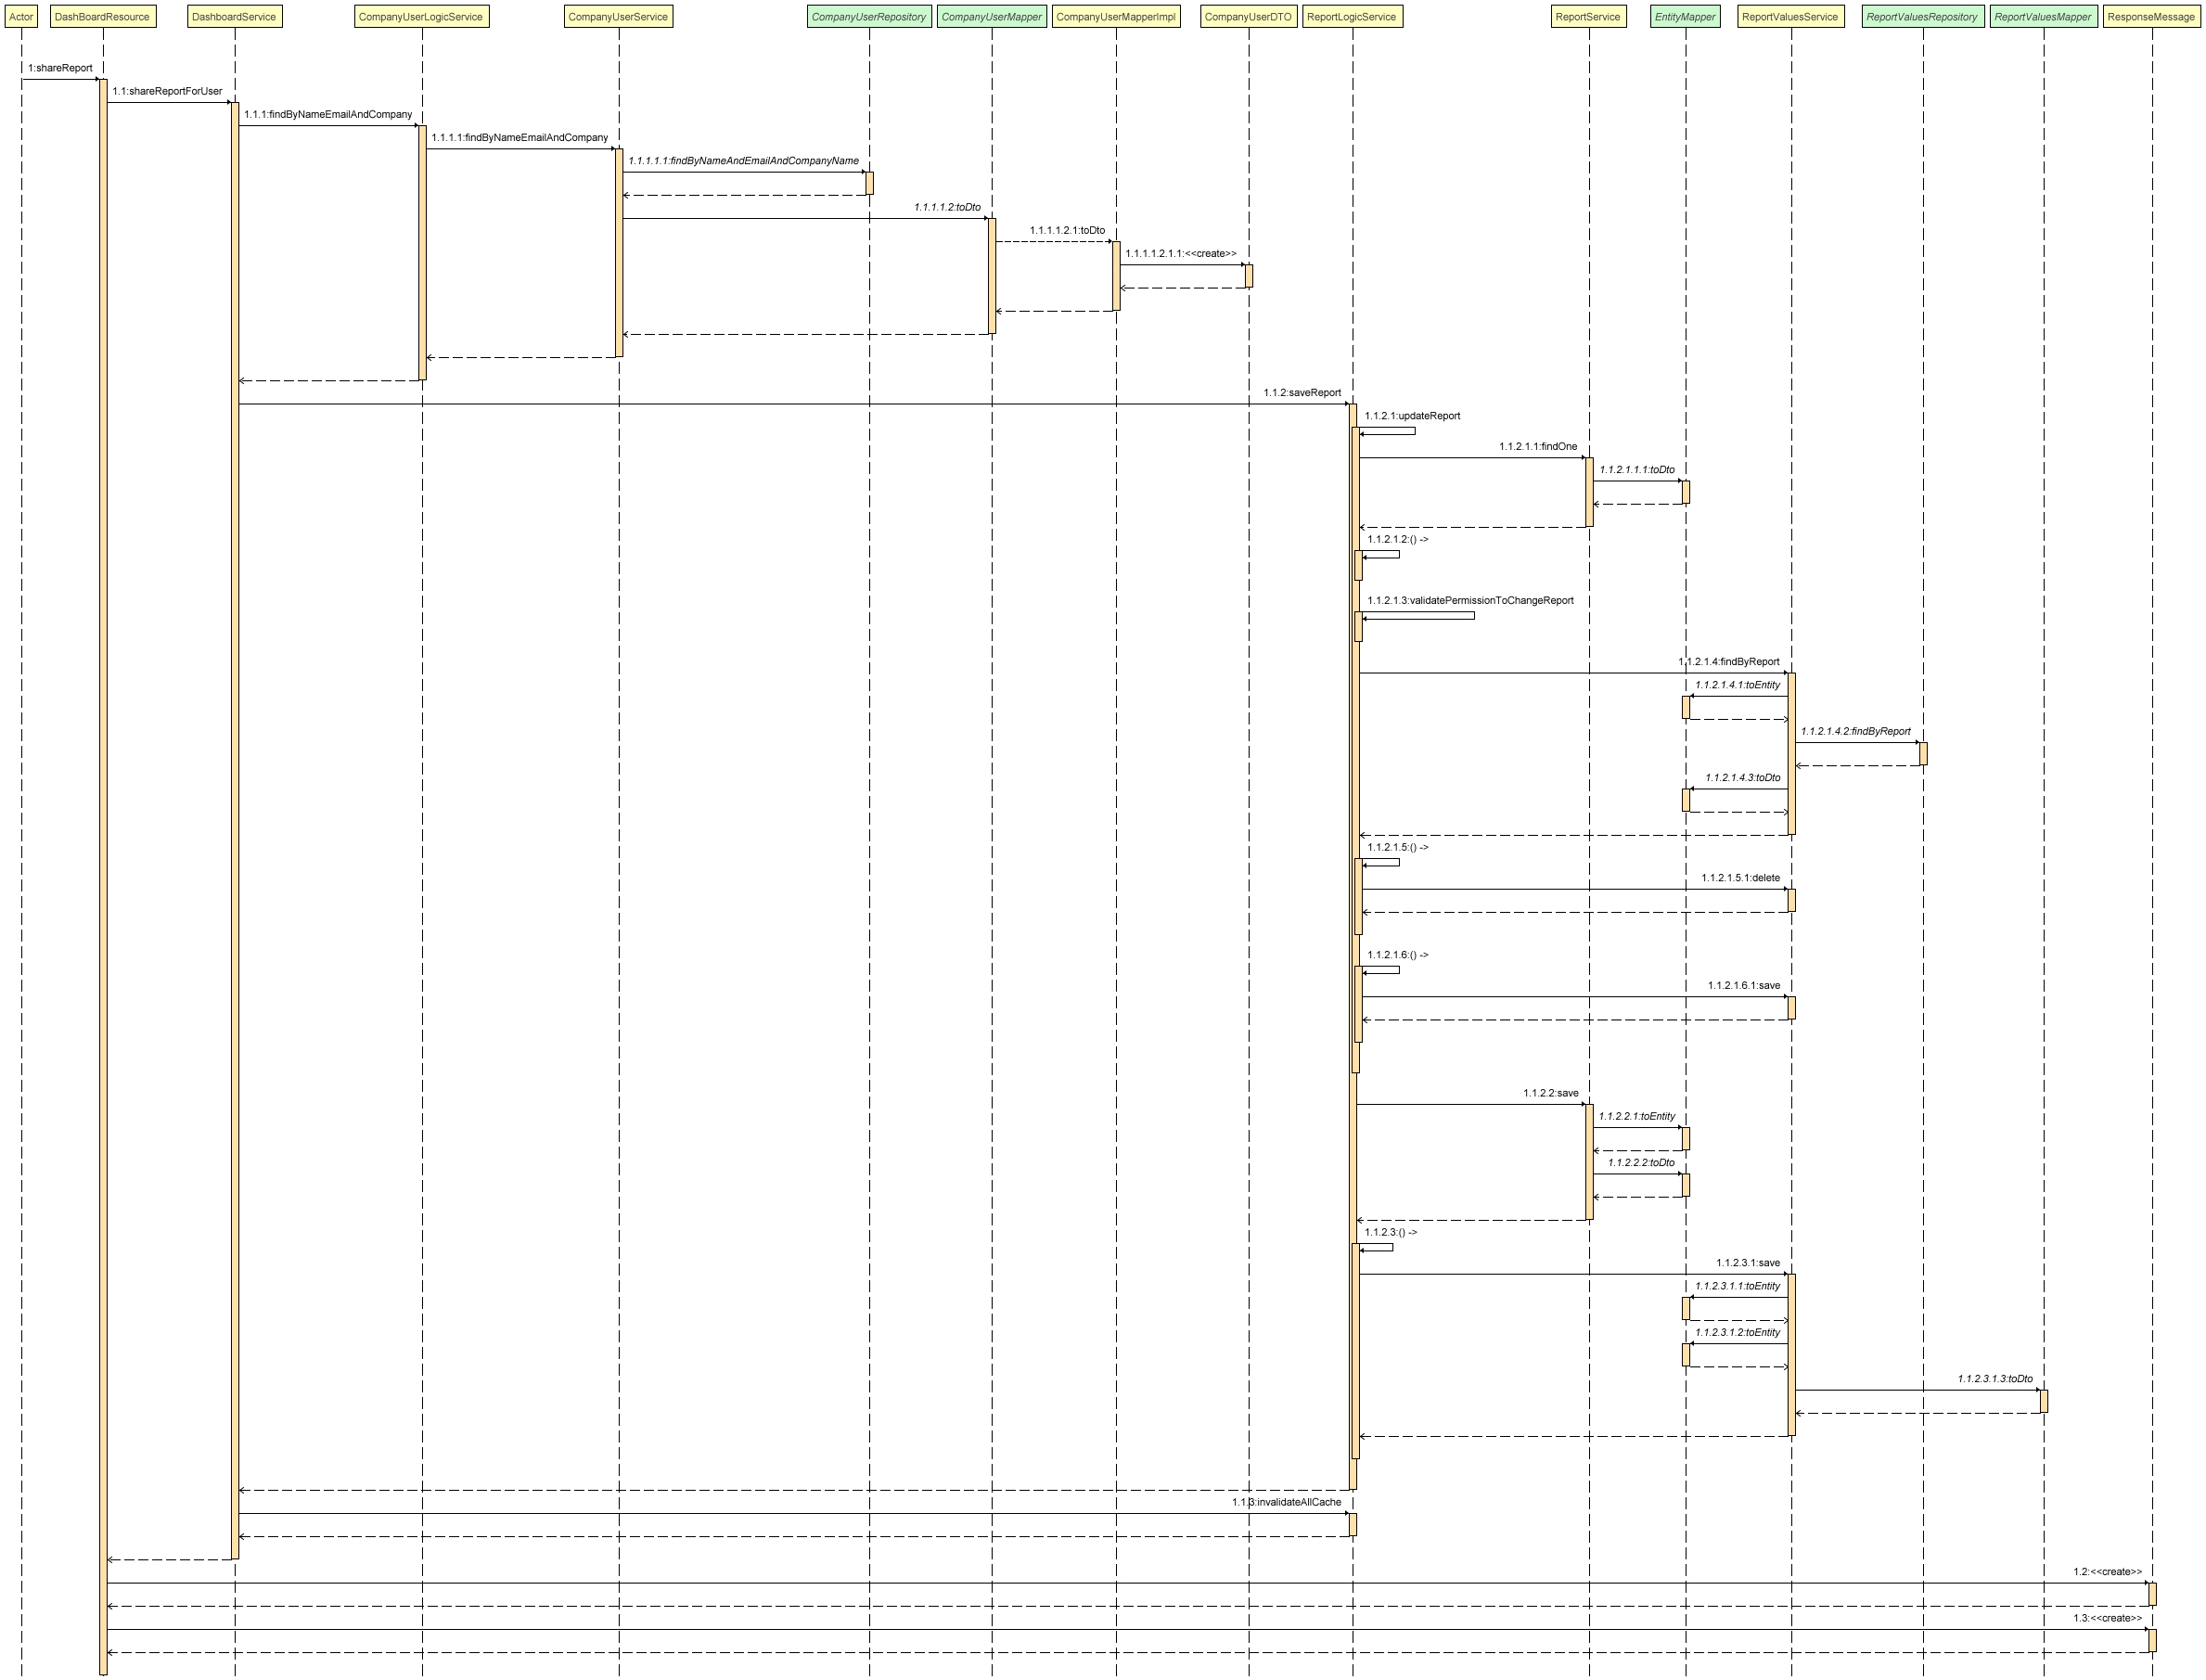 Actor
DashBoardResource
DashboardService
CompanyUserLogicService
CompanyUserService
CompanyUserRepository
CompanyUserMapper
CompanyUserMapperImpl
CompanyUserDTO
ReportLogicService
ReportService
EntityMapper
ReportValuesService
ReportValuesRepository
ReportValuesMapper
ResponseMessage
1:shareReport
1.1:shareReportForUser
1.1.1:findByNameEmailAndCompany
1.1.1.1:findByNameEmailAndCompany
1.1.1.1.1:findByNameAndEmailAndCompanyName
1.1.1.1.2:toDto
1.1.1.1.2.1:toDto
1.1.1.1.2.1.1:<<create>>
1.1.2:saveReport
1.1.2.1:updateReport
1.1.2.1.1:findOne
1.1.2.1.1.1:toDto
1.1.2.1.2:() ->
1.1.2.1.3:validatePermissionToChangeReport
1.1.2.1.4:findByReport
1.1.2.1.4.1:toEntity
1.1.2.1.4.2:findByReport
1.1.2.1.4.3:toDto
1.1.2.1.5:() ->
1.1.2.1.5.1:delete
1.1.2.1.6:() ->
1.1.2.1.6.1:save
1.1.2.2:save
1.1.2.2.1:toEntity
1.1.2.2.2:toDto
1.1.2.3:() ->
1.1.2.3.1:save
1.1.2.3.1.1:toEntity
1.1.2.3.1.2:toEntity
1.1.2.3.1.3:toDto
1.1.3:invalidateAllCache
1.2:<<create>>
1.3:<<create>>